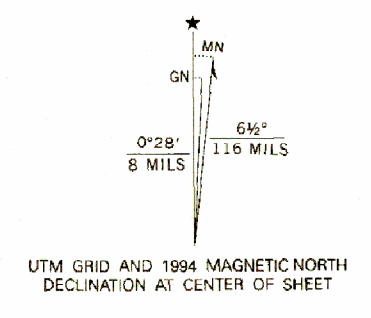 ★
MN
GN
0°28′
8 MILS
6½°
116 MILS
UTM GRID AND 1994 MAGNETIC NORTH
DECLINATION AT CENTER OF SHEET